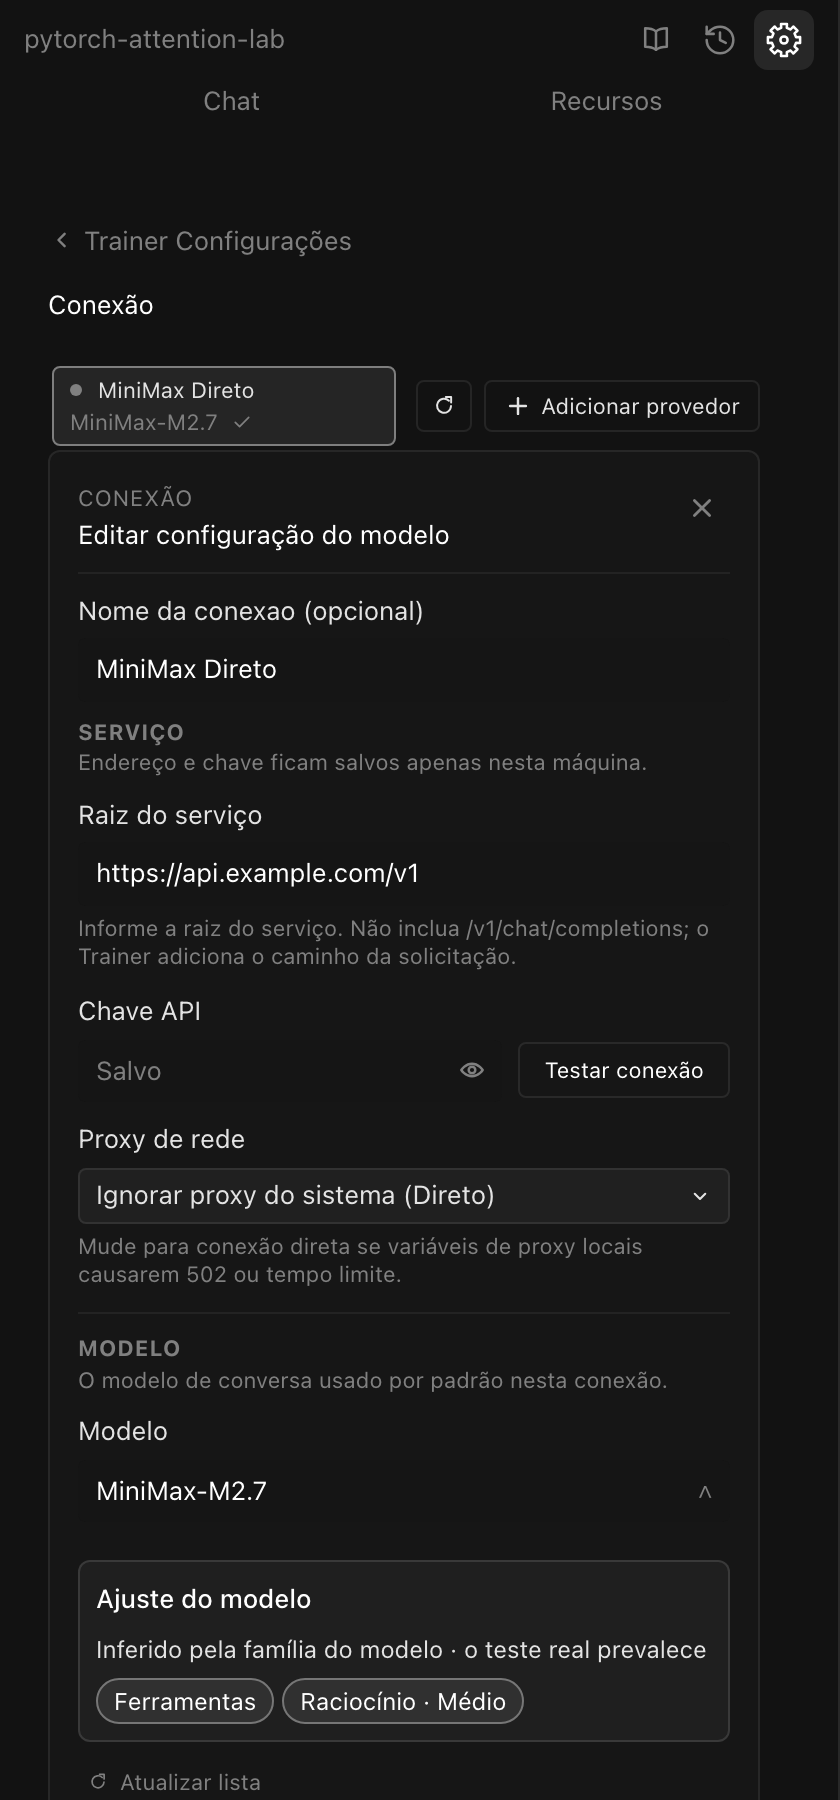 pytorch-attention-lab
Chat
Recursos
Trainer Configurações
Conexão
MiniMax Direto
MiniMax-M2.7
Adicionar provedor
CONEXÃO
Editar configuração do modelo
Nome da conexao (opcional)
MiniMax Direto
SERVIÇO
Endereço e chave ficam salvos apenas nesta máquina.
Raiz do serviço
https://api.example.com/v1
Informe a raiz do serviço. Não inclua /v1/chat/completions; o
Trainer adiciona o caminho da solicitação.
Chave API
Salvo
Testar conexão
Proxy de rede
Ignorar proxy do sistema (Direto)
Mude para conexão direta se variáveis de proxy locais
causarem 502 ou tempo limite.
MODELO
O modelo de conversa usado por padrão nesta conexão.
Modelo
MiniMax-M2.7
Ajuste do modelo
Inferido pela família do modelo · o teste real prevalece
Ferramentas
Raciocínio · Médio
Atualizar lista